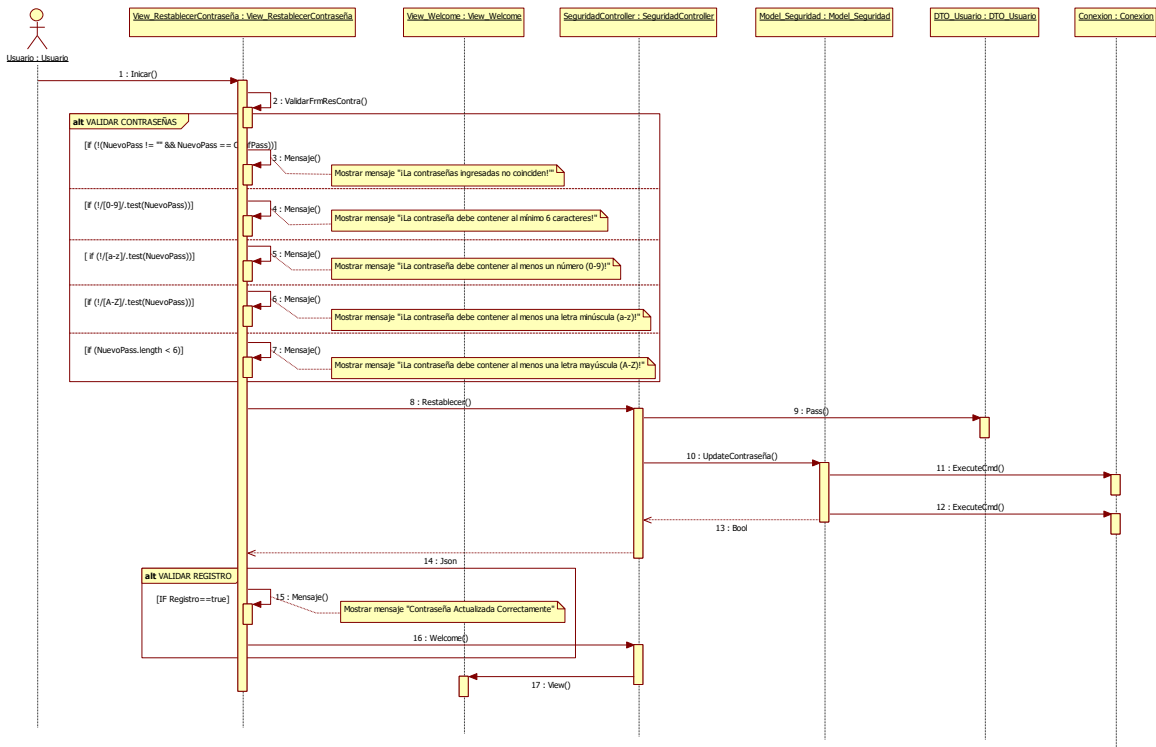 View_RestablecerContraseña : View_RestablecerContraseña
View_Welcome : View_Welcome
SeguridadController : SeguridadController
Model_Seguridad : Model_Seguridad
DTO_Usuario : DTO_Usuario
Conexion : Conexion
Usuario : Usuario
1 : Inicar()
2 : ValidarFrmResContra()
alt VALIDAR CONTRASEÑAS
[if (!(NuevoPass != "" && NuevoPass == fPass))]
3 : Mensaje()
Mostrar mensaje "¡La contraseñas ingresadas no coinciden!""
[if (!/[0-9]/.test(NuevoPass))]
4 : Mensaje()
Mostrar mensaje "¡La contraseña debe contener al mínimo 6 caracteres!"
[ if (!/[a-z]/.test(NuevoPass))]
5 : Mensaje()
Mostrar mensaje "¡La contraseña debe contener al menos un número (0-9)!"
[if (!/[A-Z]/.test(NuevoPass))]
6 : Mensaje()
Mostrar mensaje "¡La contraseña debe contener al menos una letra minúscula (a-z)!"
[if (NuevoPass.length < 6)]
7 : Mensaje()
Mostrar mensaje "¡La contraseña debe contener al menos una letra mayúscula (A-Z)!"
8 : Restablecer()
9 : Pass()
10 : UpdateContraseña()
11 : ExecuteCmd()
12 : ExecuteCmd()
13 : Bool
14 : Json
alt VALIDAR REGISTRO
[IF Registro==true]
15 : Mensaje()
Mostrar mensaje "Contraseña Actualizada Correctamente"
16 : Welcome()
17 : View()